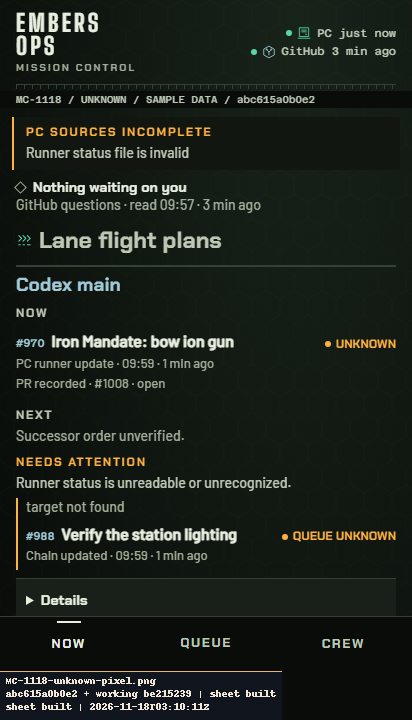 EMBERS
OPS
MISSION CONTROL
PC just now
GitHub 3 min ago
MC-1118 / UNKNOWN / SAMPLE DATA / abc615a0b0e2
PC SOURCES INCOMPLETE
Runner status file is invalid
Nothing waiting on you
GitHub questions · read 09:57 · 3 min ago
Lane flight plans
Codex main
NOW
#970 Iron Mandate: bow ion gun
UNKNOWN
PC runner update · 09:59 · 1 min ago
PR recorded · #1008 · open
NEXT
Successor order unverified.
NEEDS ATTENTION
Runner status is unreadable or unrecognized.
target not found
#988 Verify the station lighting
QUEUE UNKNOWN
Chain updated · 09:59 · 1 min ago
Details
NOW QUEUE CREW
MC-1118-unknown-pixel.png
abc615a0b0e2 + working be215239 | sheet built
sheet built | 2026-11-18T03:10:11Z